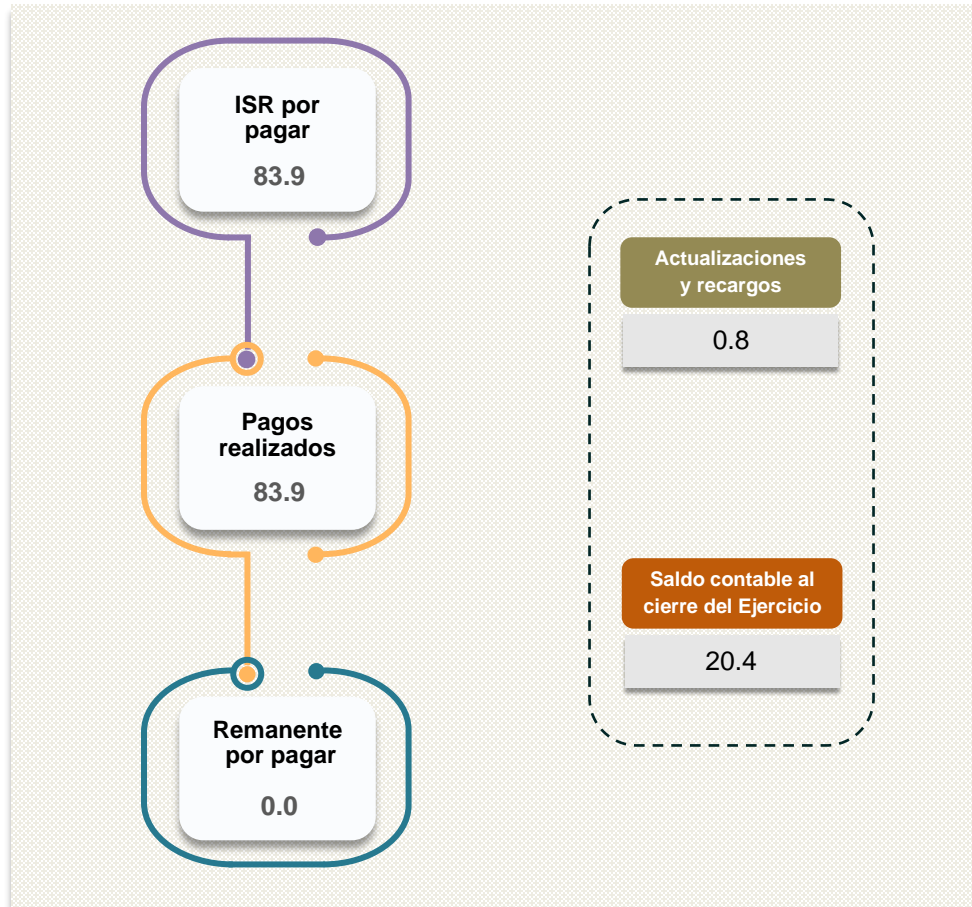 ISR por
pagar
83.9
Pagos
realizados
83.9
Remanente
por pagar
0.0
Actualizaciones
y recargos
0.8
Saldo contable al
cierre del Ejercicio
20.4